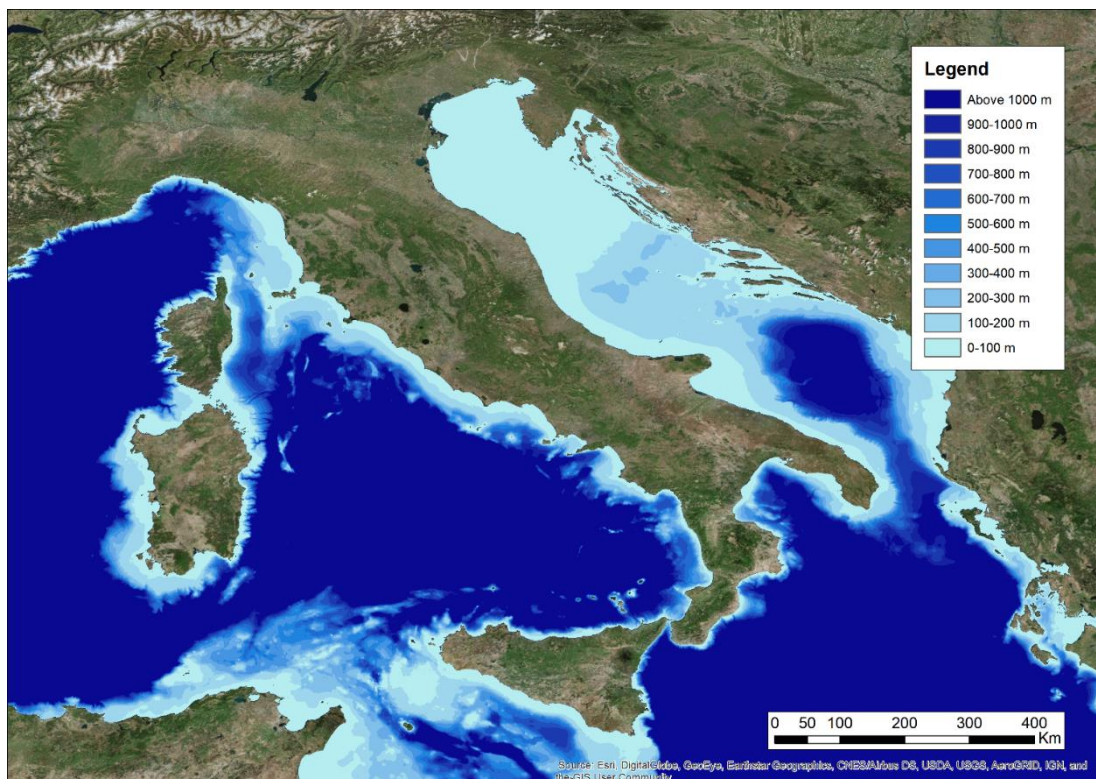 Legend
Above 1000 m
900-1000 m
800-900 m
700-800 m
600-700 m
500-600 m
400-500 m
300-400 m
200-300 m
100-200 m
0-100 m
0 50 100 200 300 400
Km
Source: Esri, DigitalGlobe, GeoEye, Earthstar Geographics, CNES/Airbus DS, USDA, USGS, AeroGRID, IGN, and
the GIS User Community